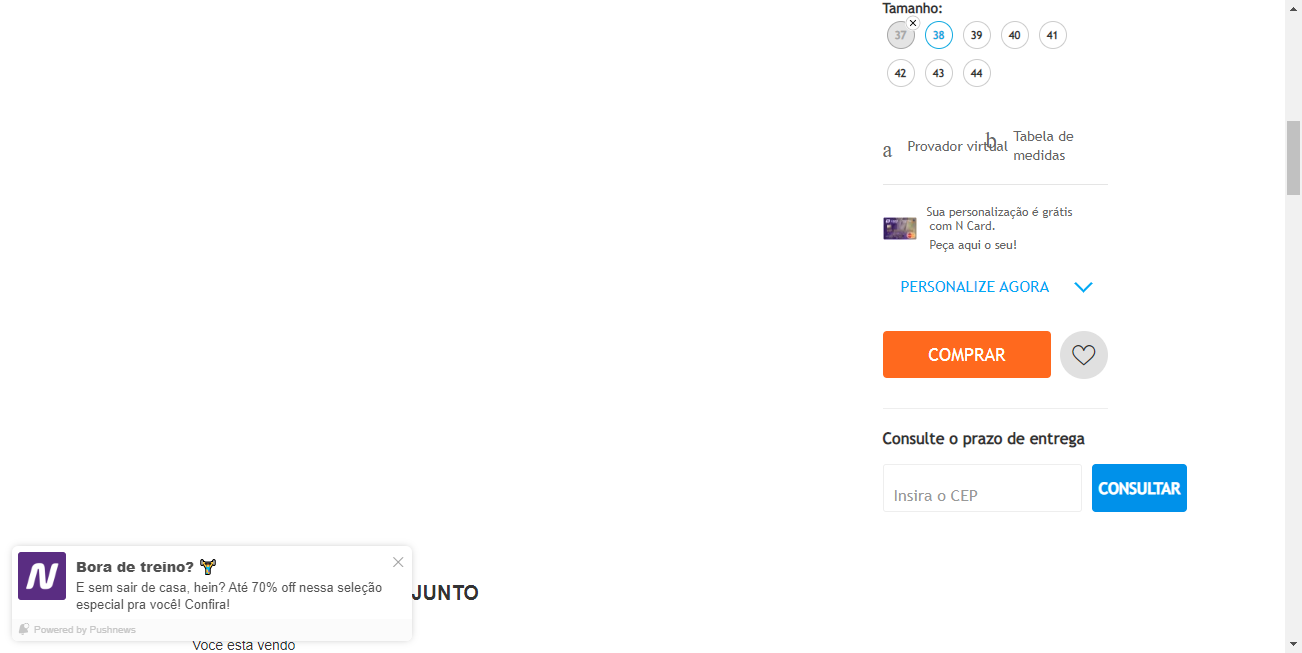 Tamanho:
37 38 39 40 41
42 43 44
a Provador virtual b Tabela de medidas
Sua personalização é grátis
com N Card.
Peça aqui o seu!
PERSONALIZE AGORA
COMPRAR
Consulte o prazo de entrega
Insira o CEP CONSULTAR
N
Bora de treino?
E sem sair de casa, hein? Até 70% off nessa seleção
especial pra você! Confira!
Powered by Pushnews
JUNTO
Você está vendo